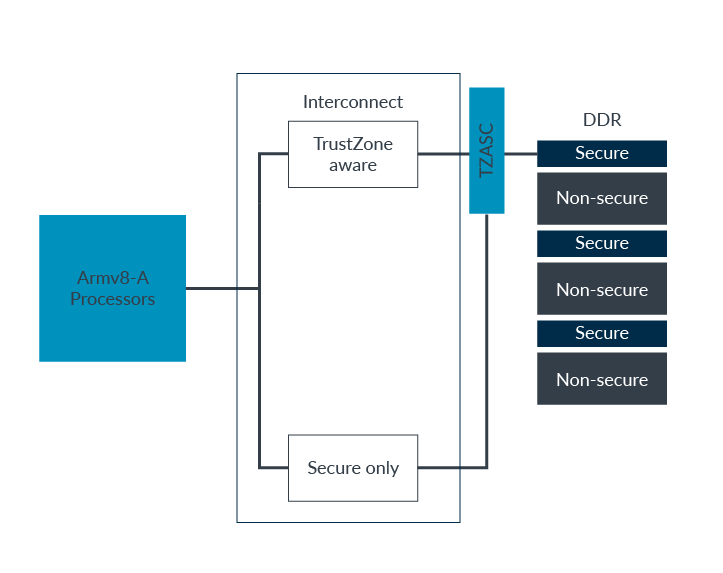 Interconnect
TrustZone
aware
TZASC
DDR
Secure
Non-secure
Secure
Non-secure
Secure
Non-secure
Armv8-A
Processors
Secure only